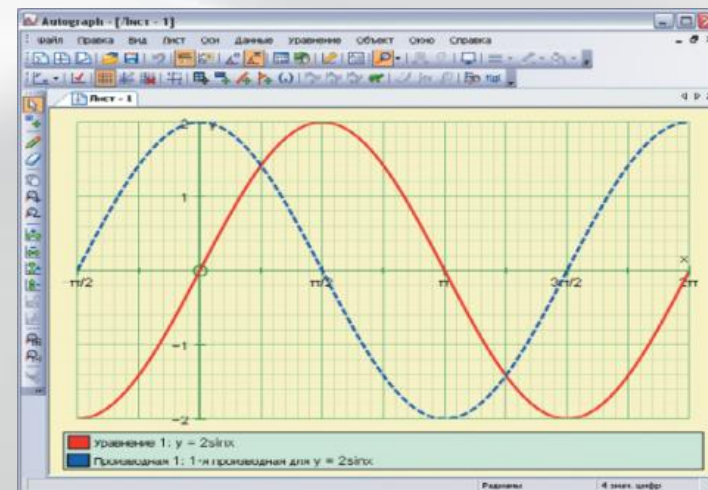 Autograph - [Лист - 1]
Файл Правка Вид Лист Оси Данные Уравнение Объект Окно Справка
Лист - 1
2 y
1
x
-π/2 π/2 π 3π/2 2π
-1
-2
Уравнение 1: y = 2sinx
Производная 1: 1-я производная для y = 2sinx
Радианы 4 знач. цифр